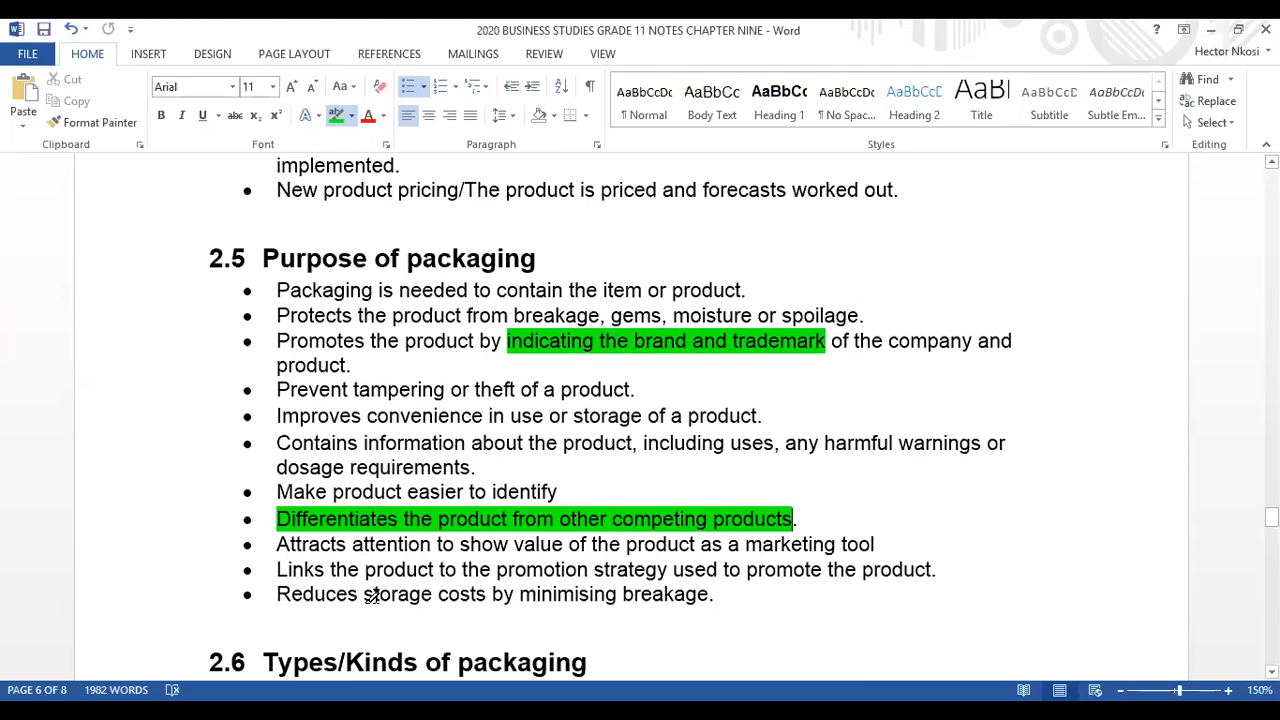 2020 BUSINESS STUDIES GRADE 11 NOTES CHAPTER NINE - Word
FILE HOME INSERT DESIGN PAGE LAYOUT REFERENCES MAILINGS REVIEW VIEW Hector Nkosi
Paste Cut Copy Format Painter
Arial 11
AaBbCcDc AaBbCc AaBbCc AaBbCcDc AaBbCcD AaBl AaBbCcD AaBbCcDc
¶ Normal Body Text Heading 1 ¶ No Spac... Heading 2 Title Subtitle Subtle Em...
Find Replace Select
Clipboard Font Paragraph Styles Editing
implemented.
• New product pricing/The product is priced and forecasts worked out.
2.5 Purpose of packaging
• Packaging is needed to contain the item or product.
• Protects the product from breakage, gems, moisture or spoilage.
• Promotes the product by indicating the brand and trademark of the company and
product.
• Prevent tampering or theft of a product.
• Improves convenience in use or storage of a product.
• Contains information about the product, including uses, any harmful warnings or
dosage requirements.
• Make product easier to identify
• Differentiates the product from other competing products.
• Attracts attention to show value of the product as a marketing tool
• Links the product to the promotion strategy used to promote the product.
• Reduces storage costs by minimising breakage.
2.6 Types/Kinds of packaging
PAGE 6 OF 8 1982 WORDS 150%